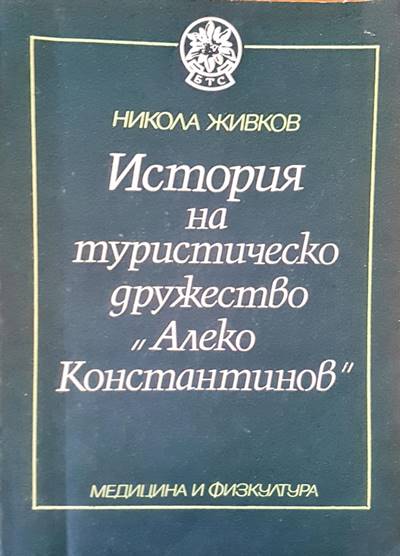 БТС
НИКОЛА ЖИВКОВ
История
на
туристическо
дружество
„Алеко
Константинов"
МЕДИЦИНА И ФИЗКУЛТУРА